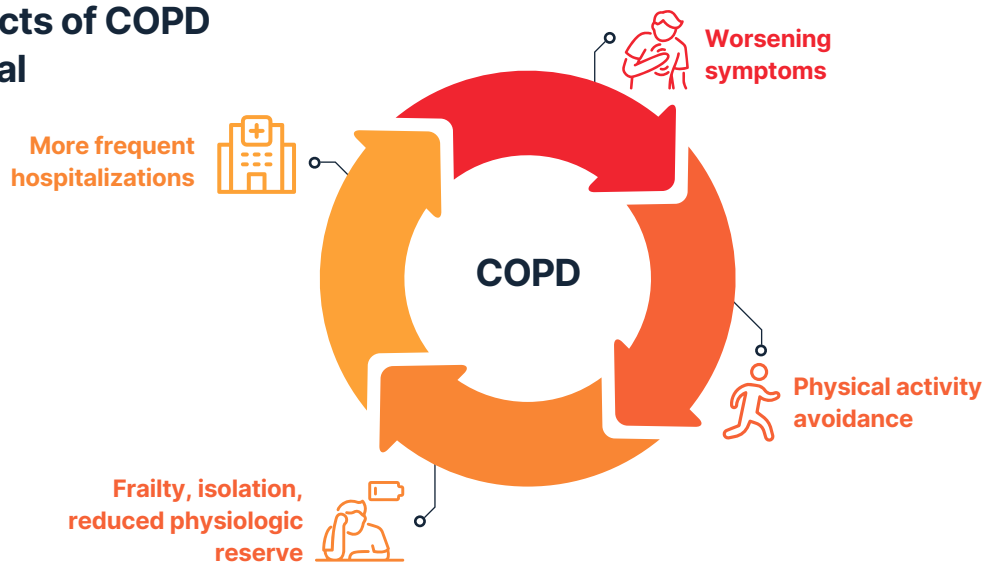 cts of COPD
al
Worsening
symptoms
More frequent
hospitalizations
COPD
Physical activity
avoidance
Frailty, isolation,
reduced physiologic
reserve